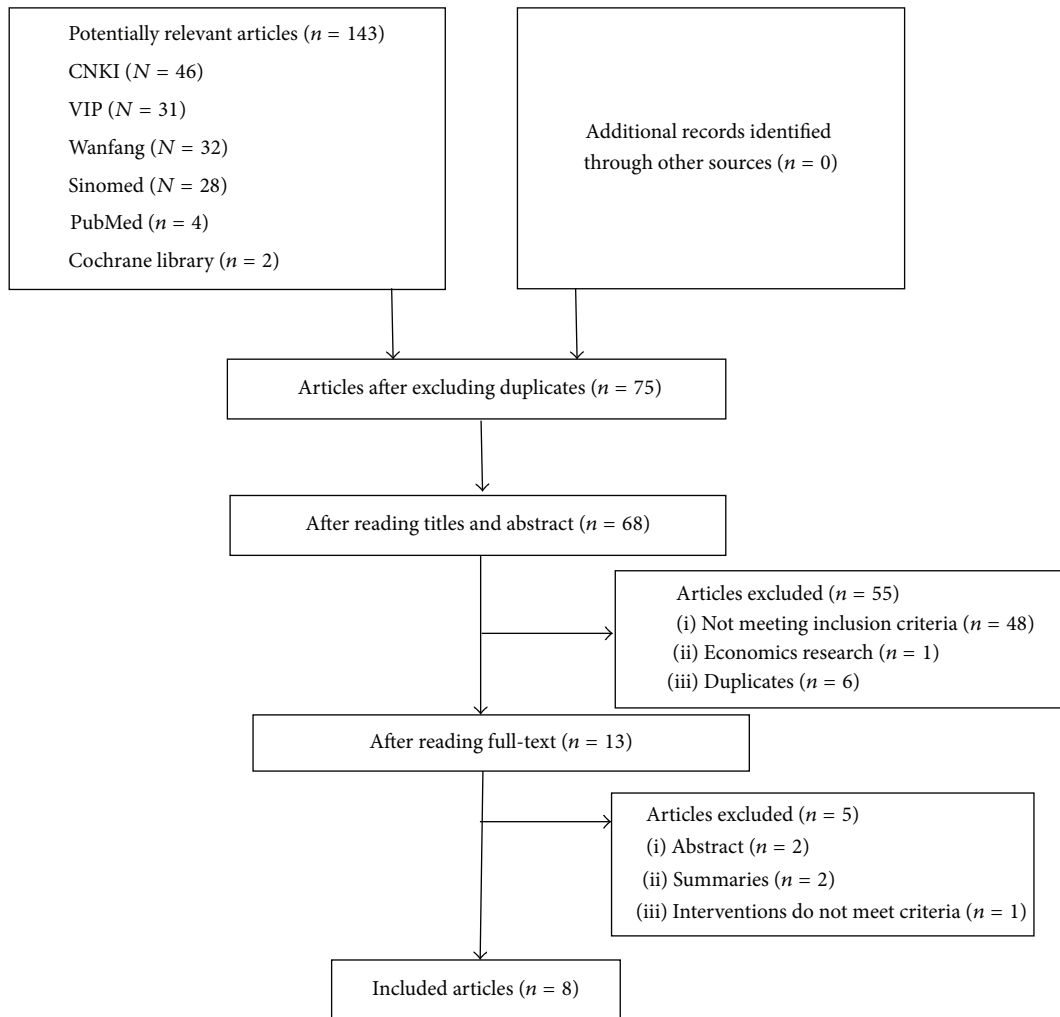 Potentially relevant articles (n = 143)
CNKI (N = 46)
VIP (N = 31)
Wanfang (N = 32)
Sinomed (N = 28)
PubMed (n = 4)
Cochrane library (n = 2)
Additional records identified
through other sources (n = 0)
Articles after excluding duplicates (n = 75)
After reading titles and abstract (n = 68)
Articles excluded (n = 55)
(i) Not meeting inclusion criteria (n = 48)
(ii) Economics research (n = 1)
(iii) Duplicates (n = 6)
After reading full-text (n = 13)
Articles excluded (n = 5)
(i) Abstract (n = 2)
(ii) Summaries (n = 2)
(iii) Interventions do not meet criteria (n = 1)
Included articles (n = 8)